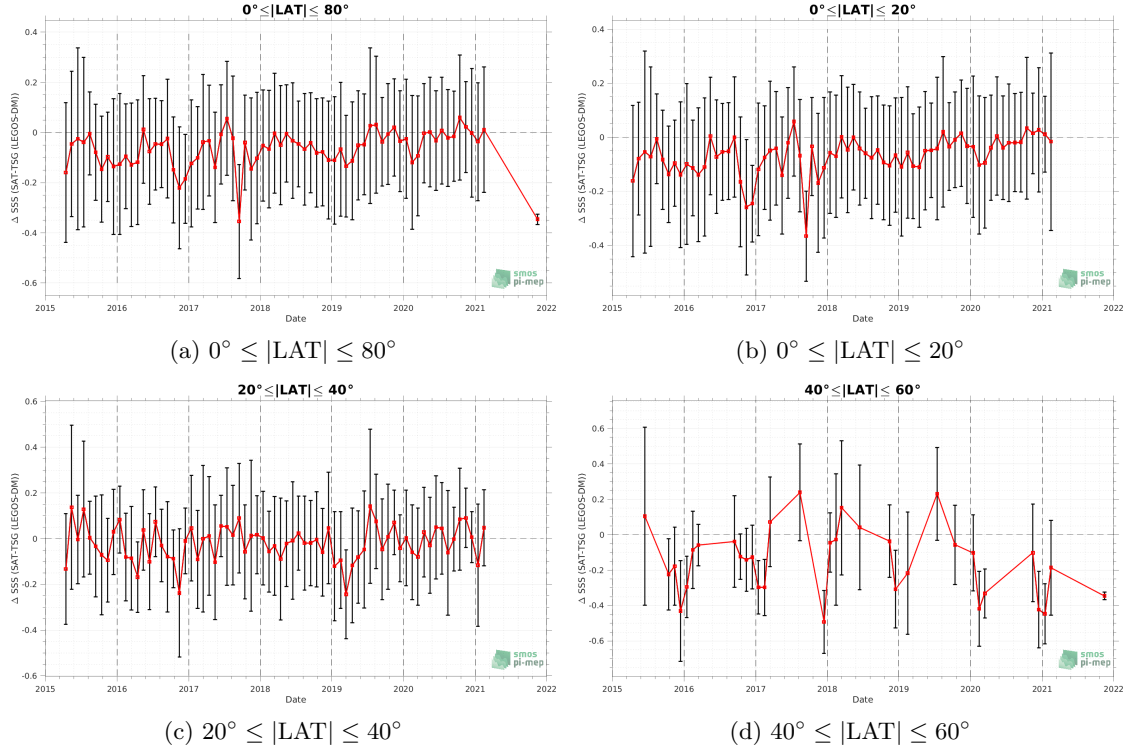 0°≤|LAT|≤ 80°
Δ SSS (SAT-TSG (LEGOS-DM))
0.4
0.2
0
-0.2
-0.4
-0.6
2015 2016 2017 2018 2019 2020 2021 2022
Date
smos
pi-mep
(a) 0° ≤ |LAT| ≤ 80°
0°≤|LAT|≤ 20°
Δ SSS (SAT-TSG (LEGOS-DM))
0.4
0.2
0
-0.2
-0.4
2015 2016 2017 2018 2019 2020 2021 2022
Date
smos
pi-mep
(b) 0° ≤ |LAT| ≤ 20°
20°≤|LAT|≤ 40°
Δ SSS (SAT-TSG (LEGOS-DM))
0.6
0.4
0.2
0
-0.2
-0.4
-0.6
2015 2016 2017 2018 2019 2020 2021 2022
Date
smos
pi-mep
(c) 20° ≤ |LAT| ≤ 40°
40°≤|LAT|≤ 60°
Δ SSS (SAT-TSG (LEGOS-DM))
0.6
0.4
0.2
0
-0.2
-0.4
-0.6
2015 2016 2017 2018 2019 2020 2021 2022
Date
smos
pi-mep
(d) 40° ≤ |LAT| ≤ 60°